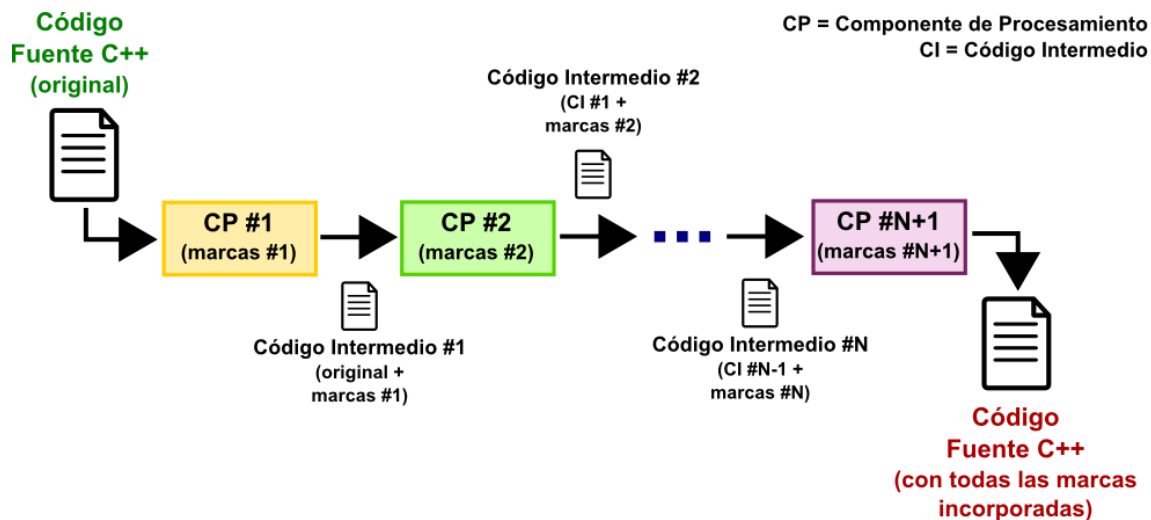 Código
Fuente C++
(original)
CP = Componente de Procesamiento
CI = Código Intermedio
Código Intermedio #2
(CI #1 +
marcas #2)
CP #1
(marcas #1)
CP #2
(marcas #2)
CP #N+1
(marcas #N+1)
Código Intermedio #1
(original +
marcas #1)
Código Intermedio #N
(CI #N-1 +
marcas #N)
Código
Fuente C++
(con todas las marcas
incorporadas)